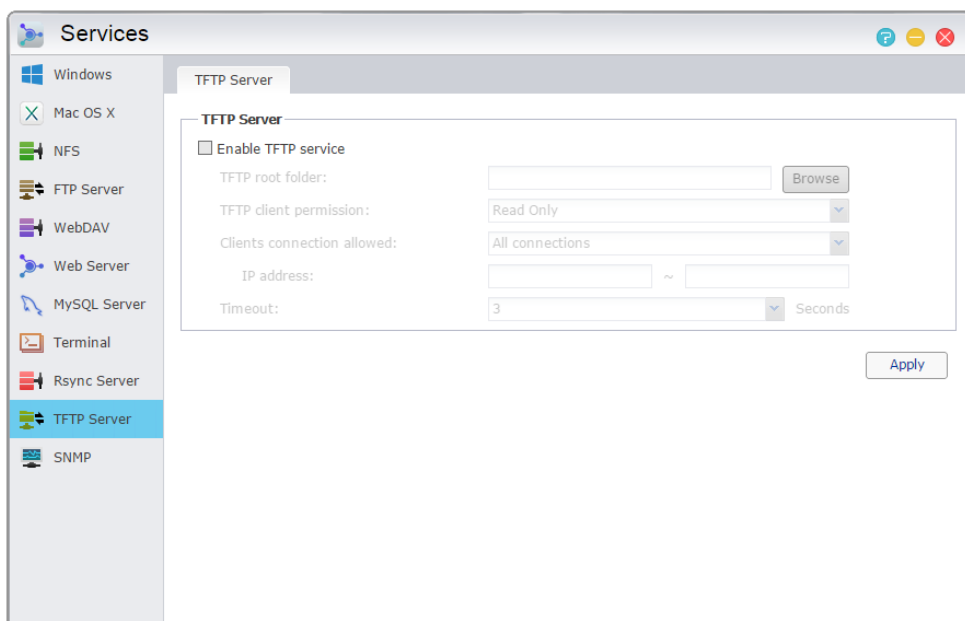 Services
Windows
Mac OS X
NFS
FTP Server
WebDAV
Web Server
MySQL Server
Terminal
Rsync Server
TFTP Server
SNMP
TFTP Server
TFTP Server
Enable TFTP service
TFTP root folder: Browse
TFTP client permission: Read Only
Clients connection allowed: All connections
IP address: ~
Timeout: 3 Seconds
Apply